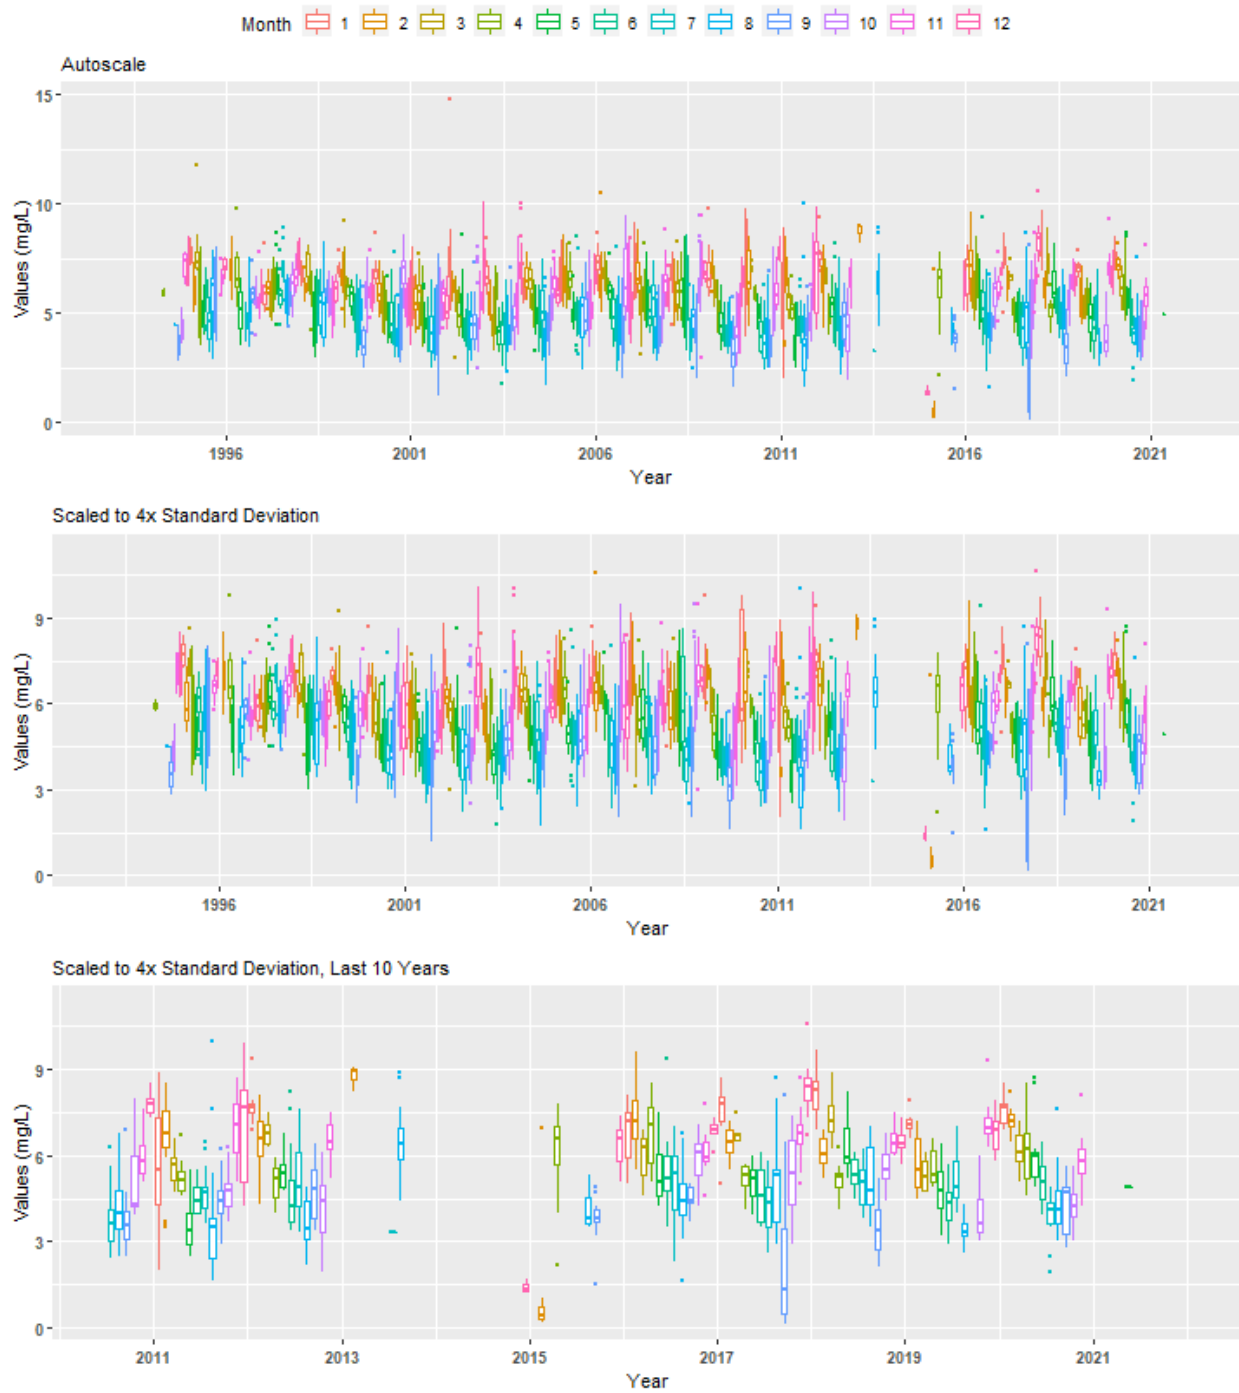 Month 1 2 3 4 5 6 7 8 9 10 11 12
Autoscale
15
10
5
0
Values (mg/L)
1996 2001 2006 2011 2016 2021
Year
Scaled to 4x Standard Deviation
9
6
3
0
Values (mg/L)
1996 2001 2006 2011 2016 2021
Year
Scaled to 4x Standard Deviation, Last 10 Years
9
6
3
0
Values (mg/L)
2011 2013 2015 2017 2019 2021
Year